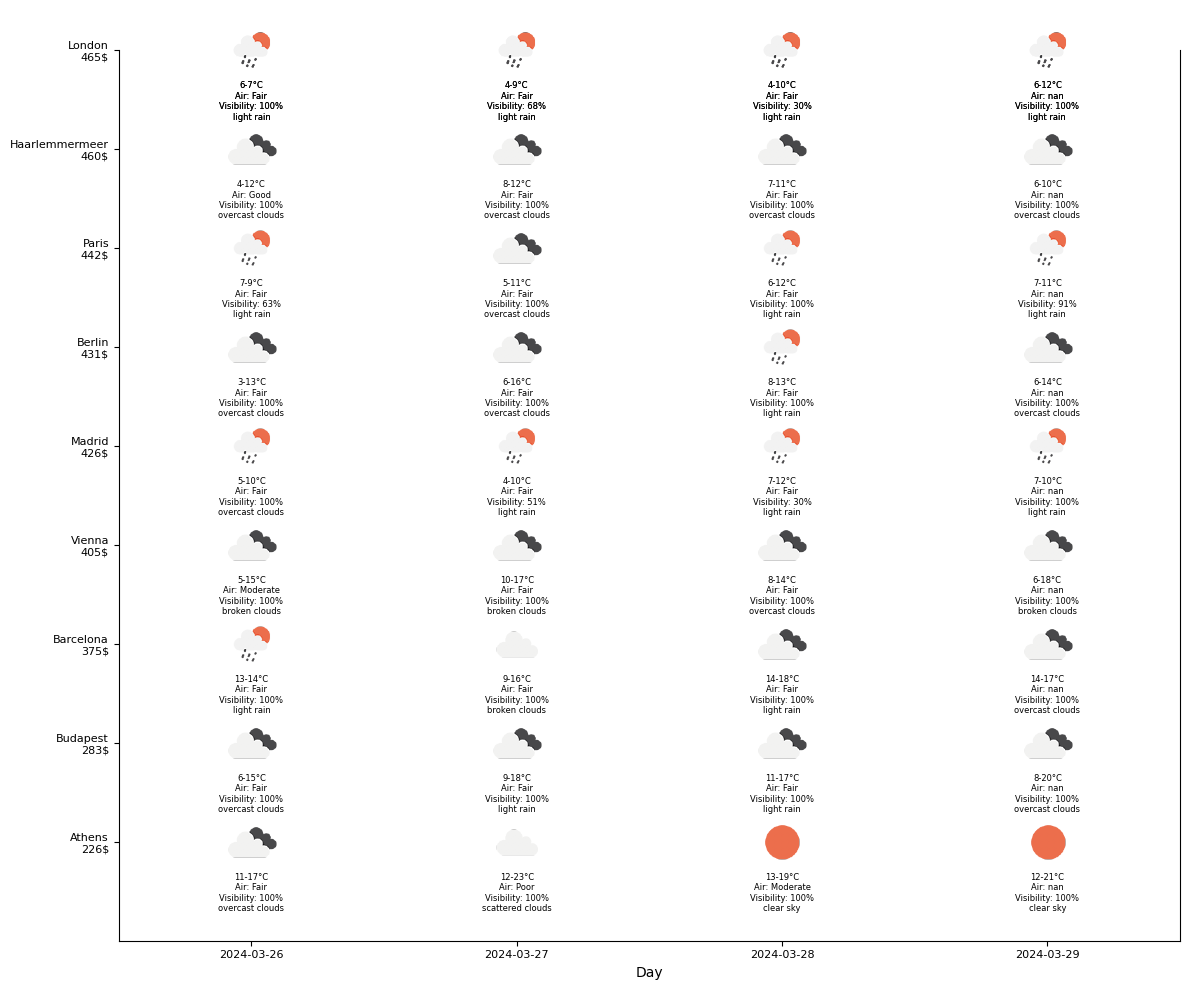 London
465$
6-7°C
Air: Fair
Visibility: 100%
light rain
4-9°C
Air: Fair
Visibility: 68%
light rain
4-10°C
Air: Fair
Visibility: 30%
light rain
6-12°C
Air: nan
Visibility: 100%
light rain
Haarlemmermeer
460$
4-12°C
Air: Good
Visibility: 100%
overcast clouds
8-12°C
Air: Fair
Visibility: 100%
overcast clouds
7-11°C
Air: Fair
Visibility: 100%
overcast clouds
6-10°C
Air: nan
Visibility: 100%
overcast clouds
Paris
442$
7-9°C
Air: Fair
Visibility: 63%
light rain
5-11°C
Air: Fair
Visibility: 100%
overcast clouds
6-12°C
Air: Fair
Visibility: 100%
light rain
7-11°C
Air: nan
Visibility: 91%
light rain
Berlin
431$
3-13°C
Air: Fair
Visibility: 100%
overcast clouds
6-16°C
Air: Fair
Visibility: 100%
overcast clouds
8-13°C
Air: Fair
Visibility: 100%
light rain
6-14°C
Air: nan
Visibility: 100%
overcast clouds
Madrid
426$
5-10°C
Air: Fair
Visibility: 100%
overcast clouds
4-10°C
Air: Fair
Visibility: 51%
light rain
7-12°C
Air: Fair
Visibility: 30%
light rain
7-10°C
Air: nan
Visibility: 100%
light rain
Vienna
405$
5-15°C
Air: Moderate
Visibility: 100%
broken clouds
10-17°C
Air: Fair
Visibility: 100%
broken clouds
8-14°C
Air: Fair
Visibility: 100%
overcast clouds
6-18°C
Air: nan
Visibility: 100%
broken clouds
Barcelona
375$
13-14°C
Air: Fair
Visibility: 100%
light rain
9-16°C
Air: Fair
Visibility: 100%
broken clouds
14-18°C
Air: Fair
Visibility: 100%
light rain
14-17°C
Air: nan
Visibility: 100%
overcast clouds
Budapest
283$
6-15°C
Air: Fair
Visibility: 100%
overcast clouds
9-18°C
Air: Fair
Visibility: 100%
light rain
11-17°C
Air: Fair
Visibility: 100%
light rain
8-20°C
Air: nan
Visibility: 100%
overcast clouds
Athens
226$
11-17°C
Air: Fair
Visibility: 100%
overcast clouds
12-23°C
Air: Poor
Visibility: 100%
scattered clouds
13-19°C
Air: Moderate
Visibility: 100%
clear sky
12-21°C
Air: nan
Visibility: 100%
clear sky
2024-03-26
2024-03-27
2024-03-28
2024-03-29
Day